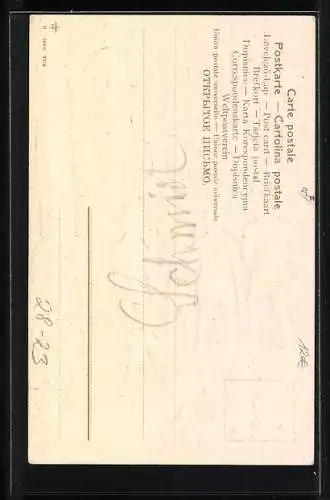 Carte postale
Postkarte — Cartolina postale
Levelező-Lap — Post card — Briefkaart
Brefkort — Tarjeta postal
Dopisnice — Karta Korespondencyjna
Correspondenzkarte — Dopisnica
Weltpostverein
Union postale universelle — Unione postale universale
ОТКРЫТОЕ ПИСЬМО.
28-23
12€